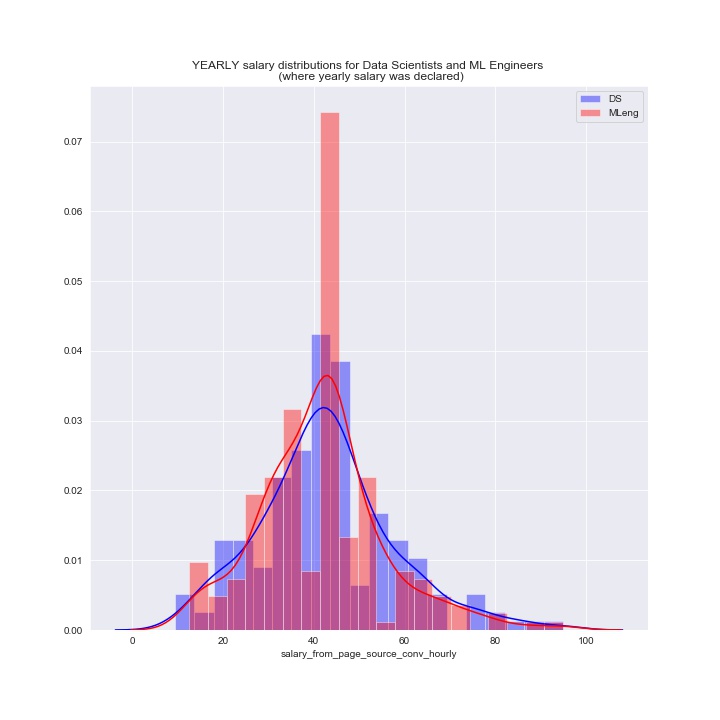 YEARLY salary distributions for Data Scientists and ML Engineers
(where yearly salary was declared)
DS
MLeng
0.07
0.06
0.05
0.04
0.03
0.02
0.01
0.00
0 20 40 60 80 100
salary_from_page_source_conv_hourly